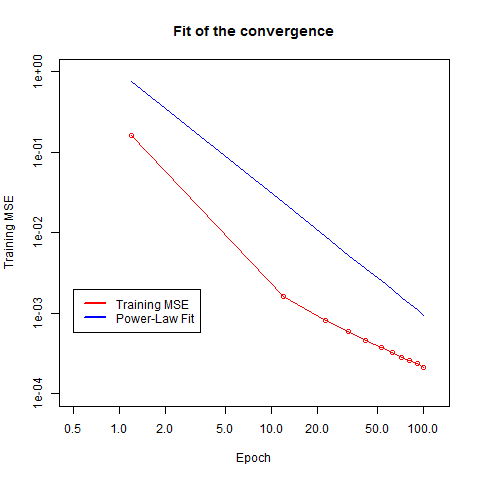 Fit of the convergence
Training MSE
1e+00
1e-01
1e-02
1e-03
1e-04
Training MSE
Power-Law Fit
0.5 1.0 2.0 5.0 10.0 20.0 50.0 100.0
Epoch